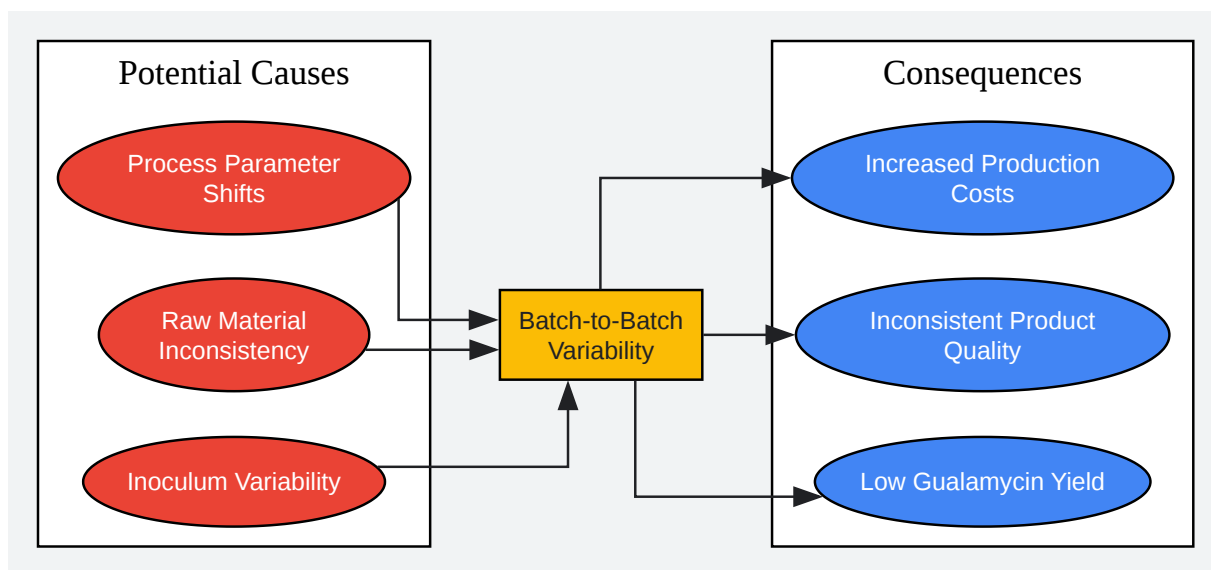 Potential Causes
Process Parameter
Shifts
Raw Material
Inconsistency
Inoculum Variability
Batch-to-Batch
Variability
Consequences
Increased Production
Costs
Inconsistent Product
Quality
Low Gualamycin Yield